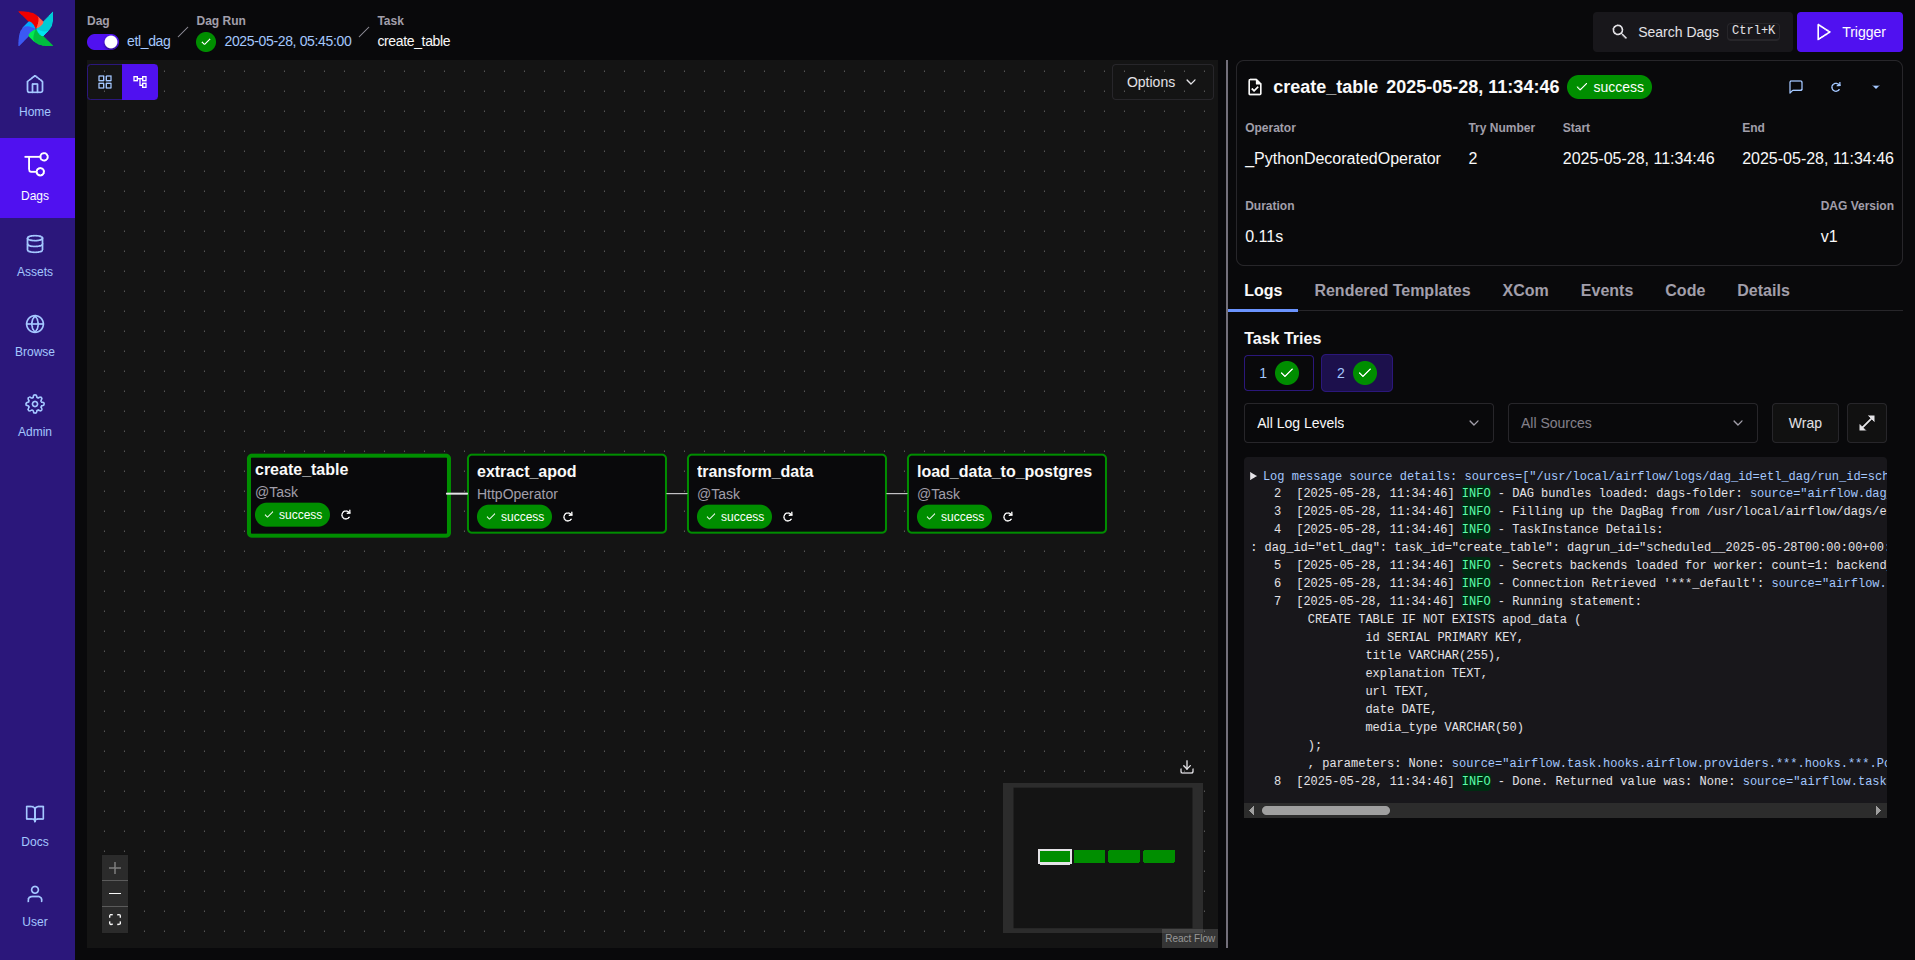 Dag
etl_dag
Dag Run
2025-05-28, 05:45:00
Task
create_table
Search Dags Ctrl+K
Trigger
Home
Dags
Assets
Browse
Admin
Docs
User
Options
create_table
@Task
success
extract_apod
HttpOperator
success
transform_data
@Task
success
load_data_to_postgres
@Task
success
React Flow
create_table 2025-05-28, 11:34:46 success
Operator Try Number Start End
_PythonDecoratedOperator 2 2025-05-28, 11:34:46 2025-05-28, 11:34:46
Duration DAG Version
0.11s v1
Logs Rendered Templates XCom Events Code Details
Task Tries
1 2
All Log Levels All Sources Wrap
Log message source details: sources=["/usr/local/airflow/logs/dag_id=etl_dag/run_id=sch
2 [2025-05-28, 11:34:46] INFO - DAG bundles loaded: dags-folder: source="airflow.dag
3 [2025-05-28, 11:34:46] INFO - Filling up the DagBag from /usr/local/airflow/dags/e
4 [2025-05-28, 11:34:46] INFO - TaskInstance Details:
: dag_id="etl_dag": task_id="create_table": dagrun_id="scheduled__2025-05-28T00:00:00+00:
5 [2025-05-28, 11:34:46] INFO - Secrets backends loaded for worker: count=1: backend
6 [2025-05-28, 11:34:46] INFO - Connection Retrieved '***_default': source="airflow.
7 [2025-05-28, 11:34:46] INFO - Running statement:
CREATE TABLE IF NOT EXISTS apod_data (
id SERIAL PRIMARY KEY,
title VARCHAR(255),
explanation TEXT,
url TEXT,
date DATE,
media_type VARCHAR(50)
);
, parameters: None: source="airflow.task.hooks.airflow.providers.***.hooks.***.Po
8 [2025-05-28, 11:34:46] INFO - Done. Returned value was: None: source="airflow.task